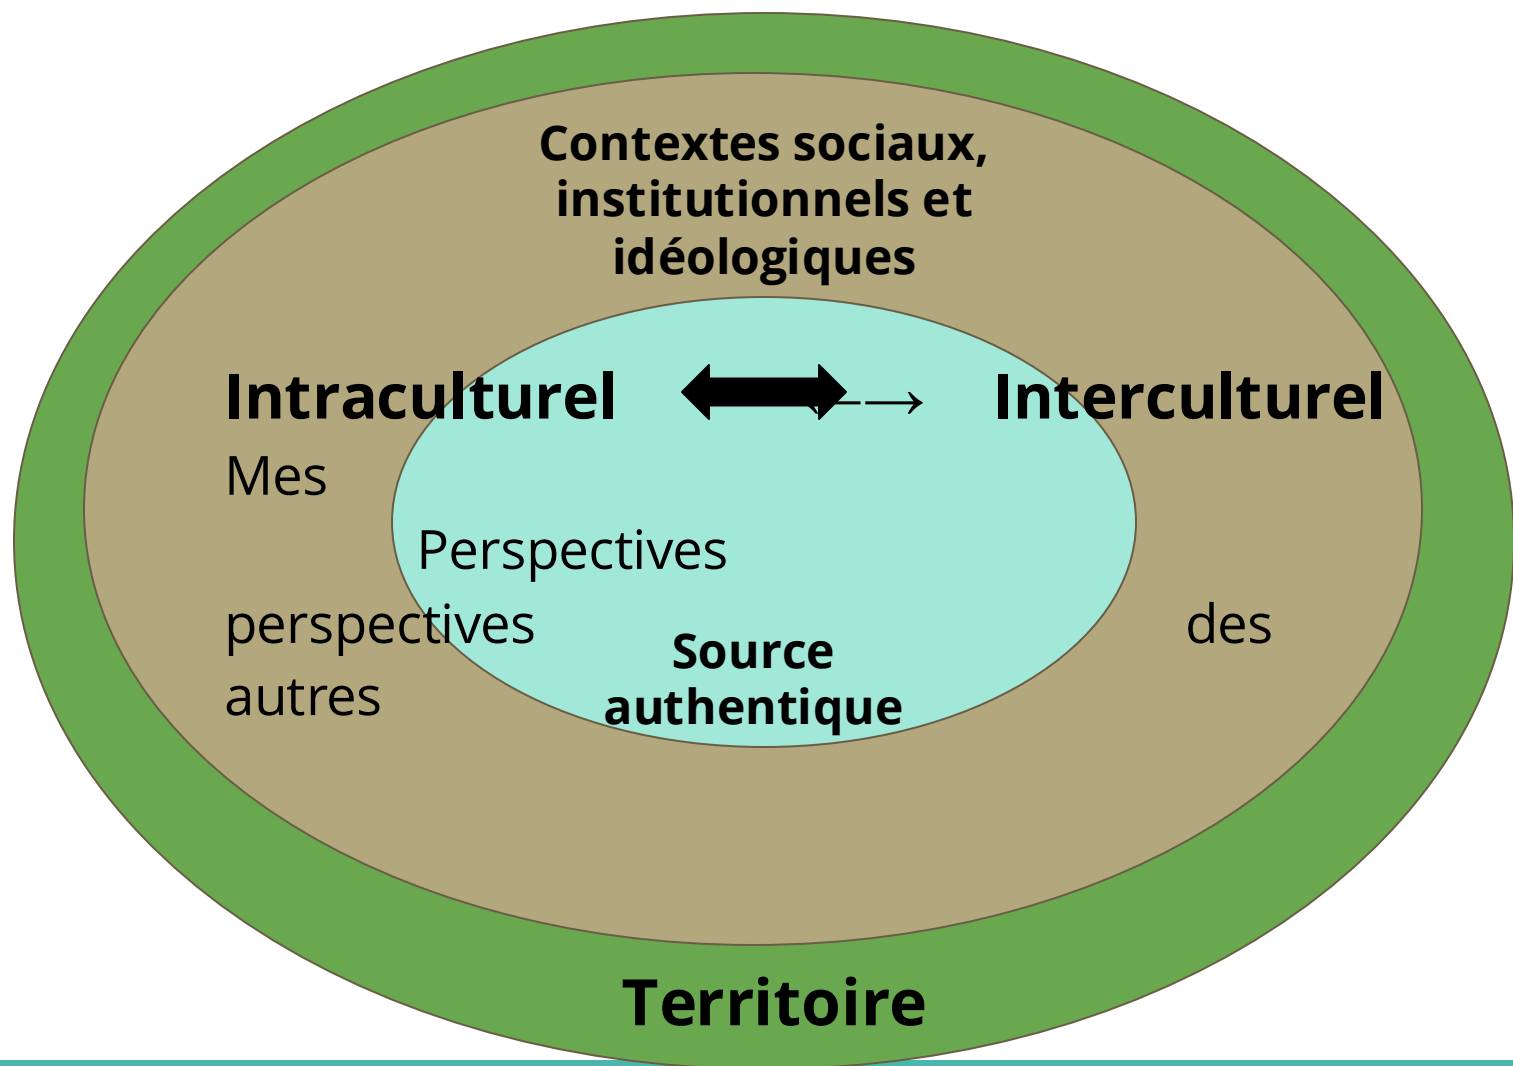 Contextes sociaux,
institutionnels et
idéologiques
Intraculturel ←→ Interculturel
Mes
Perspectives
perspectives des
autres
Source
authentique
Territoire